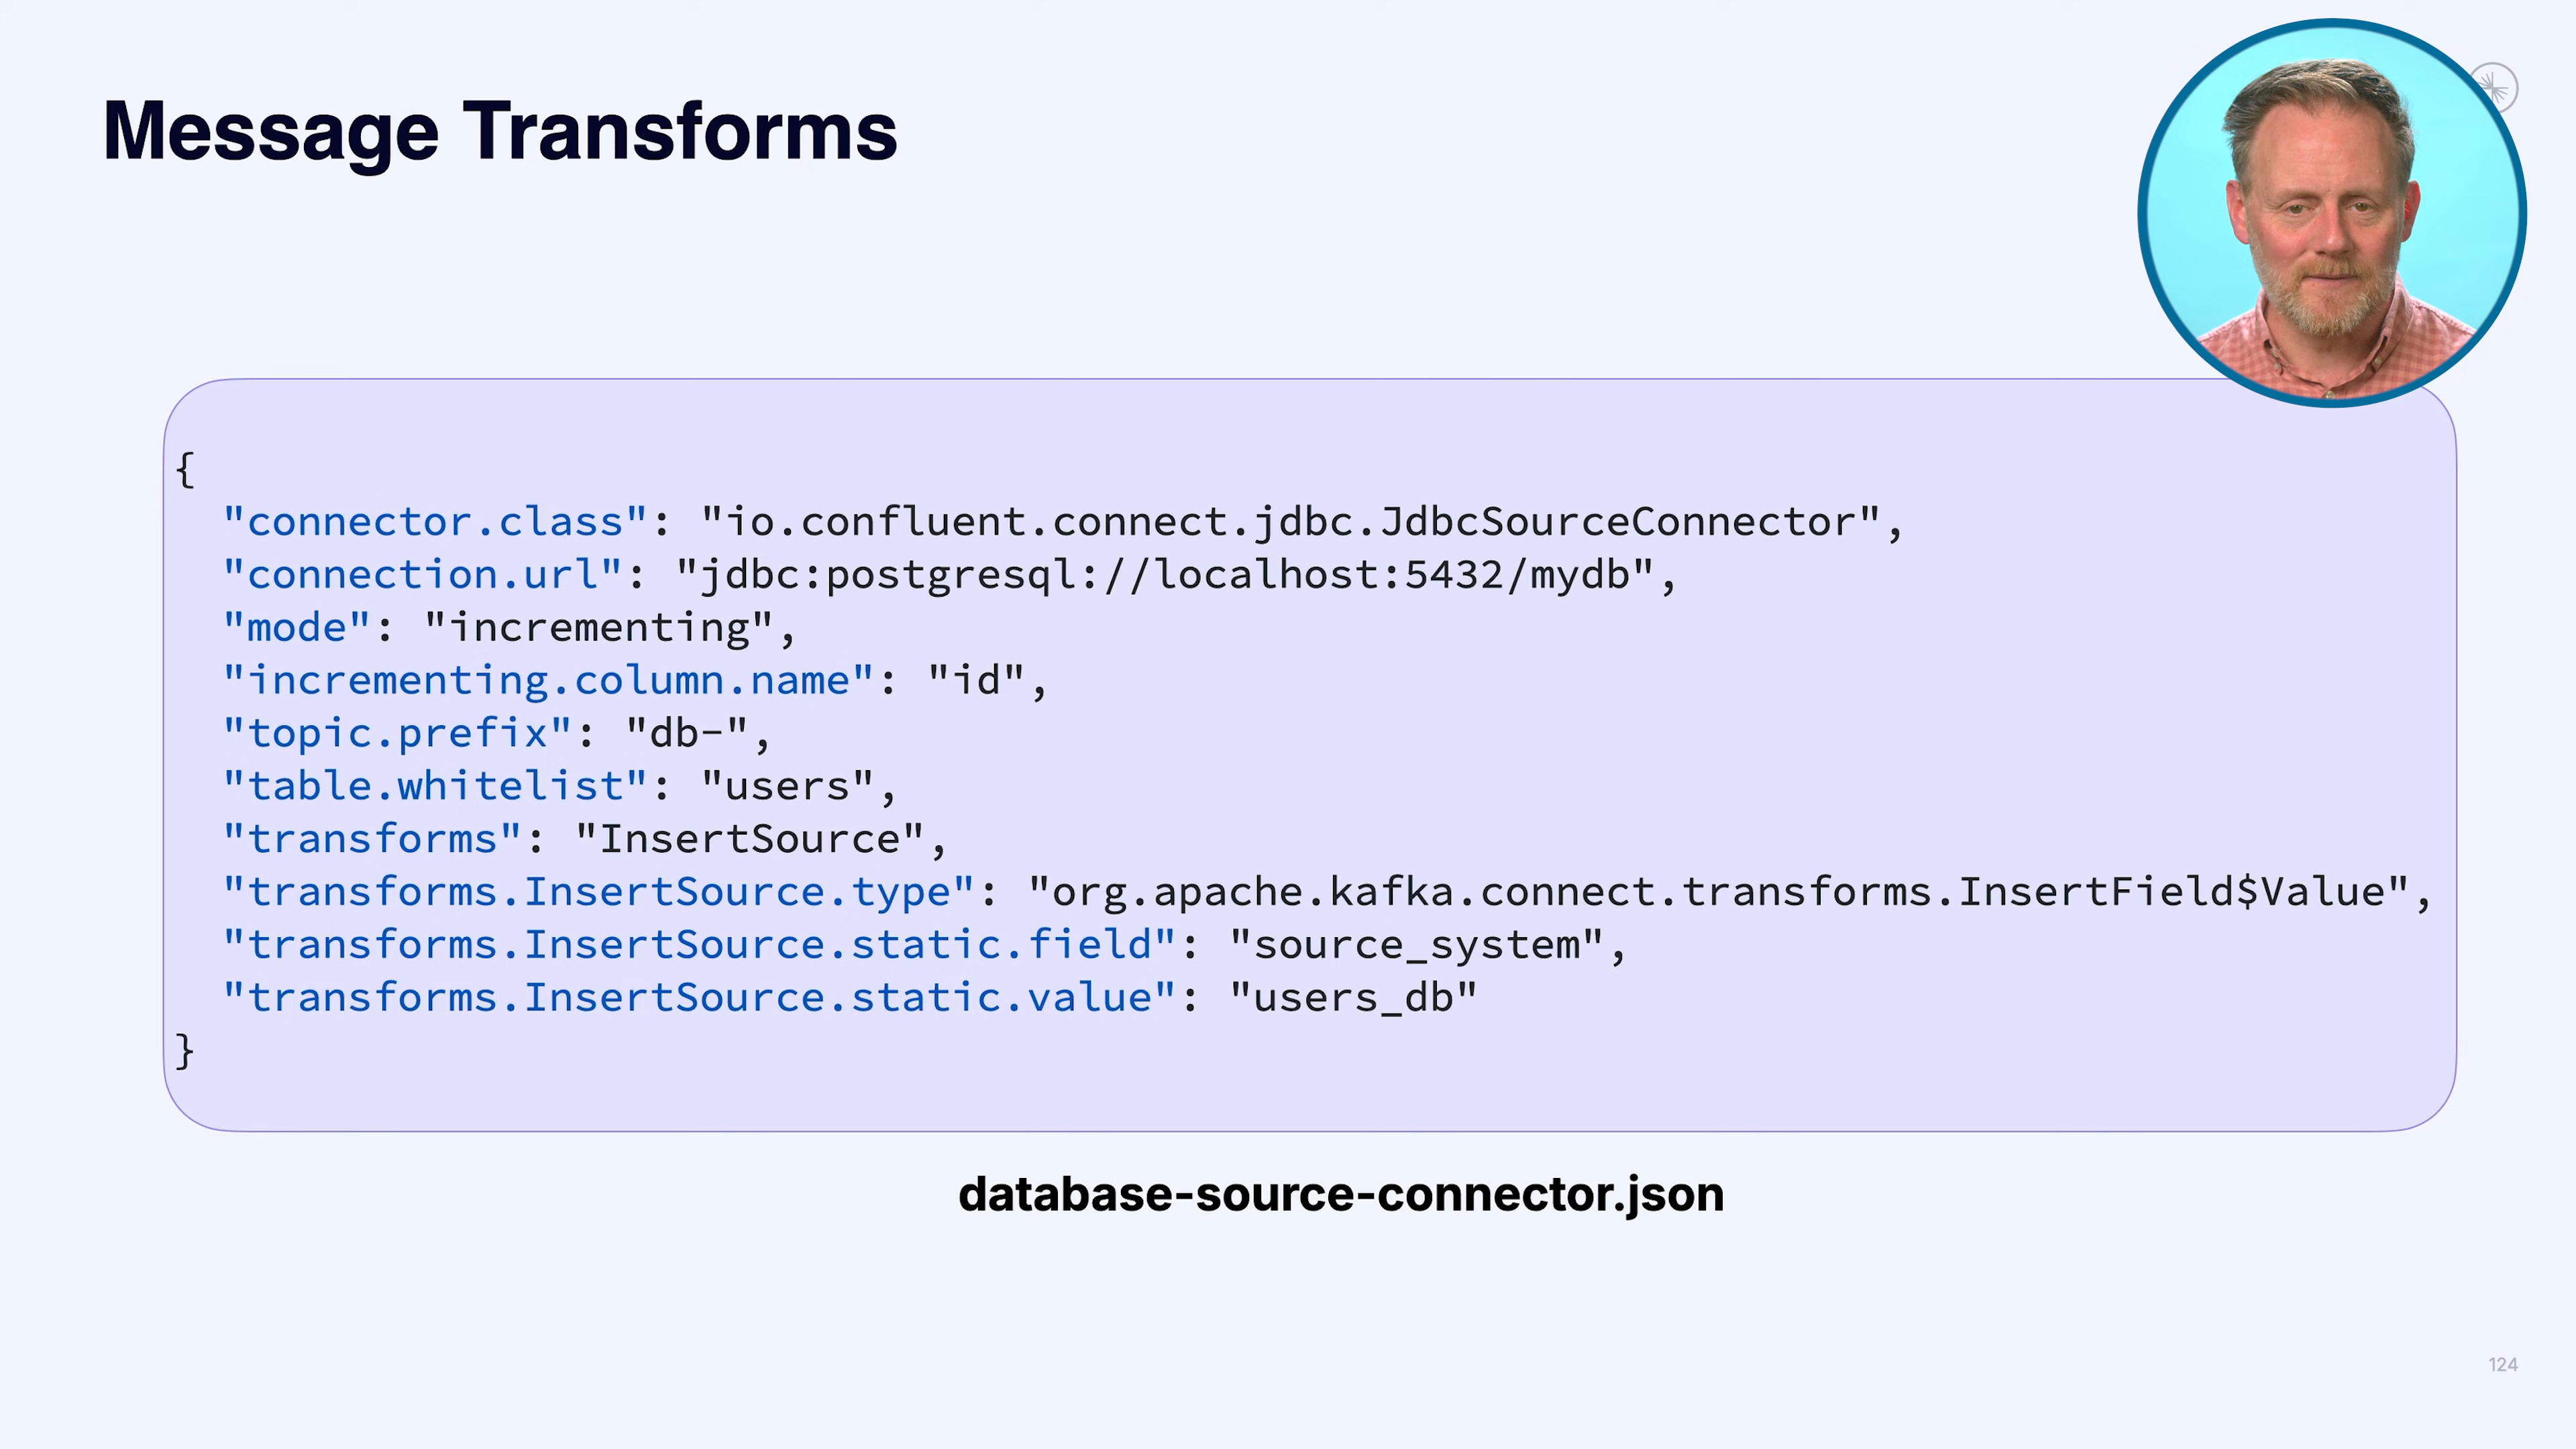 Message Transforms
{
"connector.class": "io.confluent.connect.jdbc.JdbcSourceConnector",
"connection.url": "jdbc:postgresql://localhost:5432/mydb",
"mode": "incrementing",
"incrementing.column.name": "id",
"topic.prefix": "db-",
"table.whitelist": "users",
"transforms": "InsertSource",
"transforms.InsertSource.type": "org.apache.kafka.connect.transforms.InsertField$Value",
"transforms.InsertSource.static.field": "source_system",
"transforms.InsertSource.static.value": "users_db"
}
database-source-connector.json
124